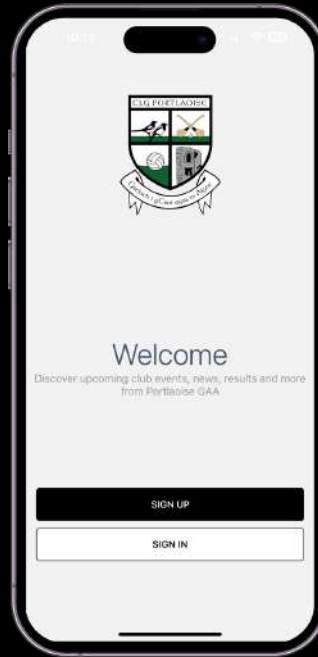 CLG PORTLAOISE
Welcome
Discover upcoming club events, news, results and more
from Portlaoise GAA
SIGN UP
SIGN IN